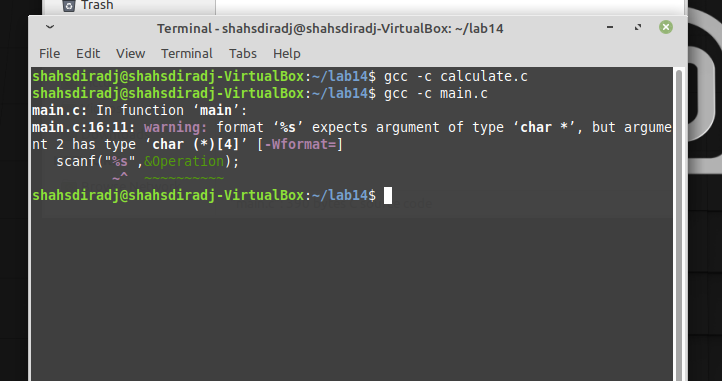 Trash
Terminal - shahsdiradj@shahsdiradj-VirtualBox: ~/lab14
File Edit View Terminal Tabs Help
shahsdiradj@shahsdiradj-VirtualBox:~/lab14$ gcc -c calculate.c
shahsdiradj@shahsdiradj-VirtualBox:~/lab14$ gcc -c main.c
main.c: In function ‘main’:
main.c:16:11: warning: format ‘%s’ expects argument of type ‘char *’, but argume
nt 2 has type ‘char (*)[4]’ [-Wformat=]
   scanf("%s",&Operation);
          ~^  ~~~~~~~~~~
shahsdiradj@shahsdiradj-VirtualBox:~/lab14$